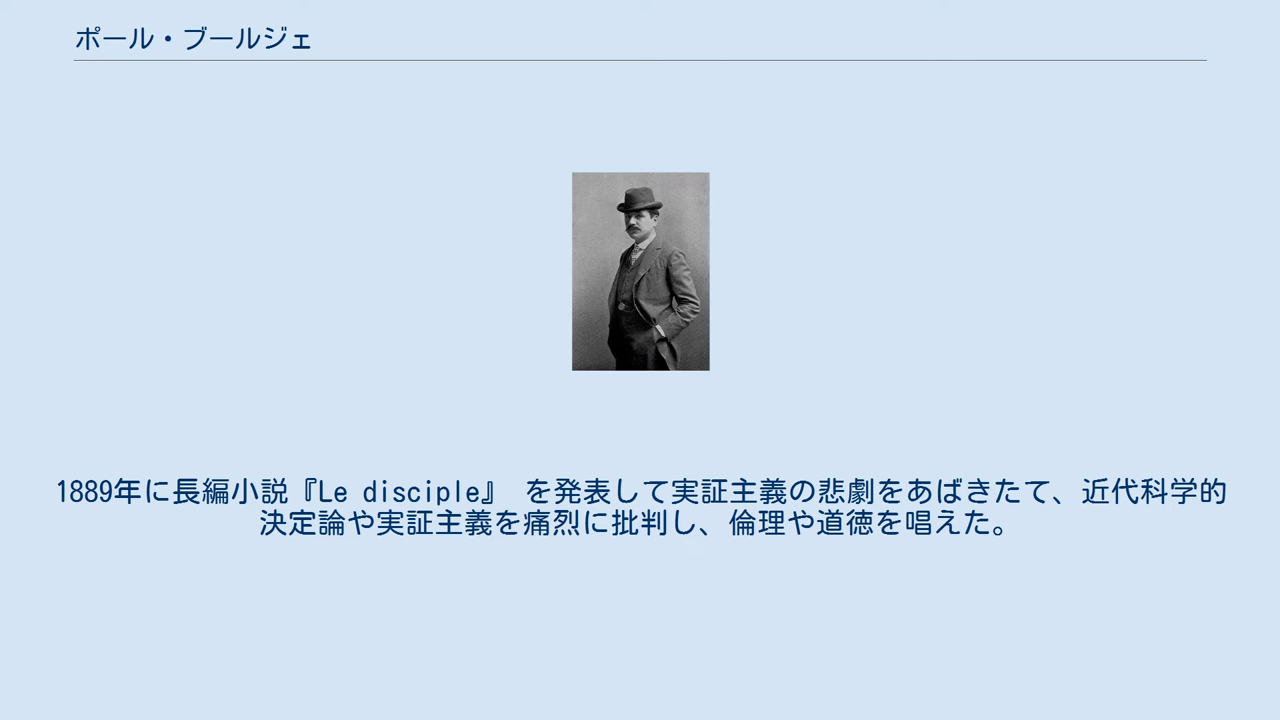 ポール・ブールジェ
1889年に長編小説『Le disciple』 を発表して実証主義の悲劇をあばきたて、近代科学的
決定論や実証主義を痛烈に批判し、倫理や道徳を唱えた。